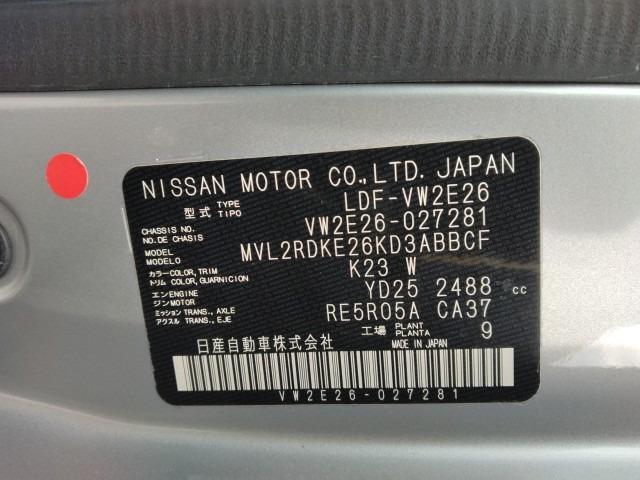 NISSAN MOTOR CO.,LTD. JAPAN
型式 TYPE TIPO LDF-VW2E26
CHASSIS NO. NO.DE CHASSIS VW2E26-027281
MODEL MODELO MVL2RDKE26KD3ABBCF
カラー COLOR, TRIM トリム COLOR, GUARNICION K23 W
エンジン ENGINE MOTOR YD25 2488 cc
ミッション TRANS., AXLE アクスル TRANS., EJE RE5R05A CA37
工場 PLANT PLANTA 9
日産自動車株式会社 MADE IN JAPAN
VW2E26-027281